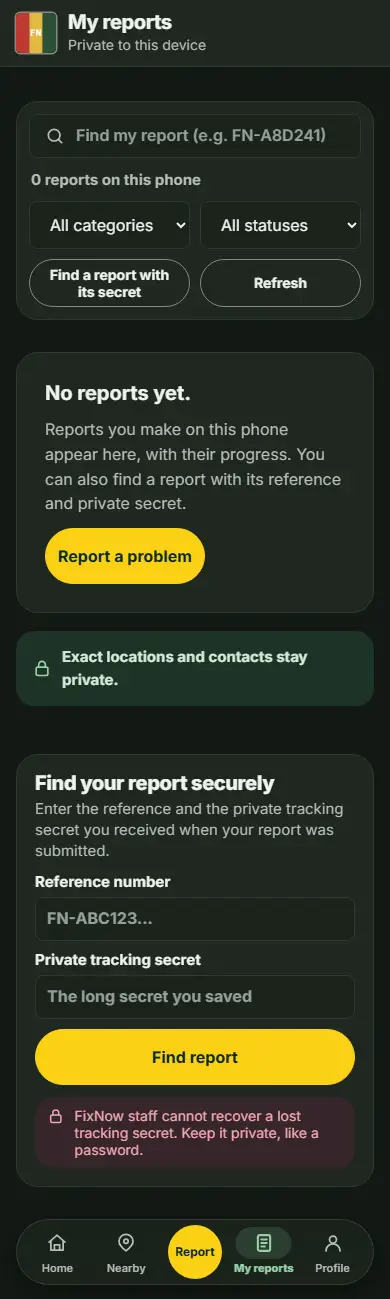 FN
My reports
Private to this device
Find my report (e.g. FN-A8D241)
0 reports on this phone
All categories
All statuses
Find a report with
its secret
Refresh
No reports yet.
Reports you make on this phone
appear here, with their progress. You
can also find a report with its reference
and private secret.
Report a problem
Exact locations and contacts stay
private.
Find your report securely
Enter the reference and the private tracking
secret you received when your report was
submitted.
Reference number
FN-ABC123...
Private tracking secret
The long secret you saved
Find report
FixNow staff cannot recover a lost
tracking secret. Keep it private, like a
password.
Home
Nearby
Report
My reports
Profile